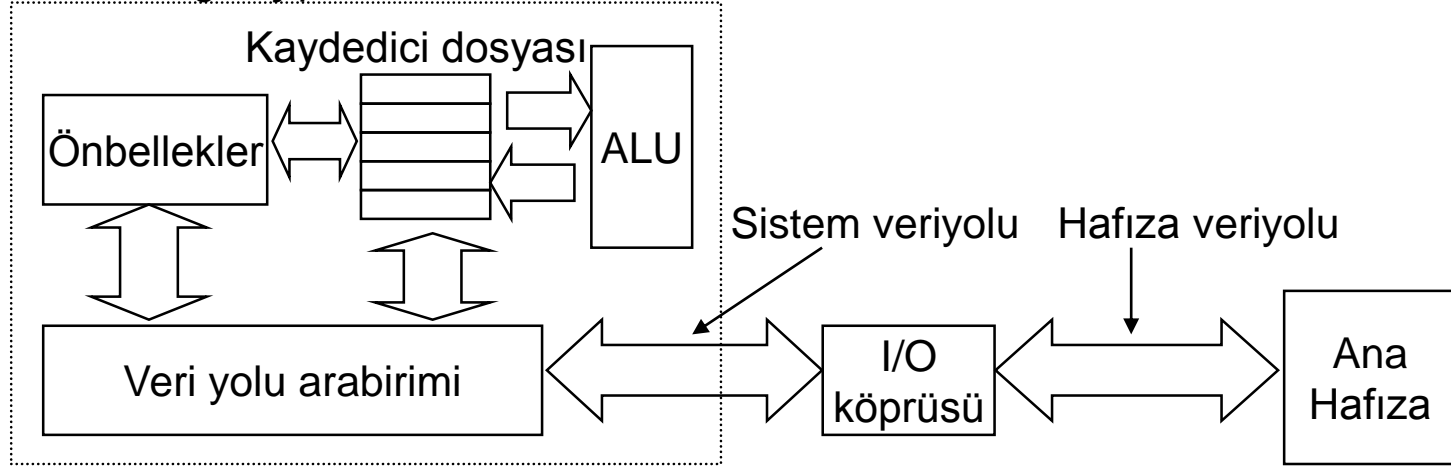 Kaydedici dosyası
Önbellekler
ALU
Sistem veriyolu
Hafıza veriyolu
Veri yolu arabirimi
I/O
köprüsü
Ana
Hafıza